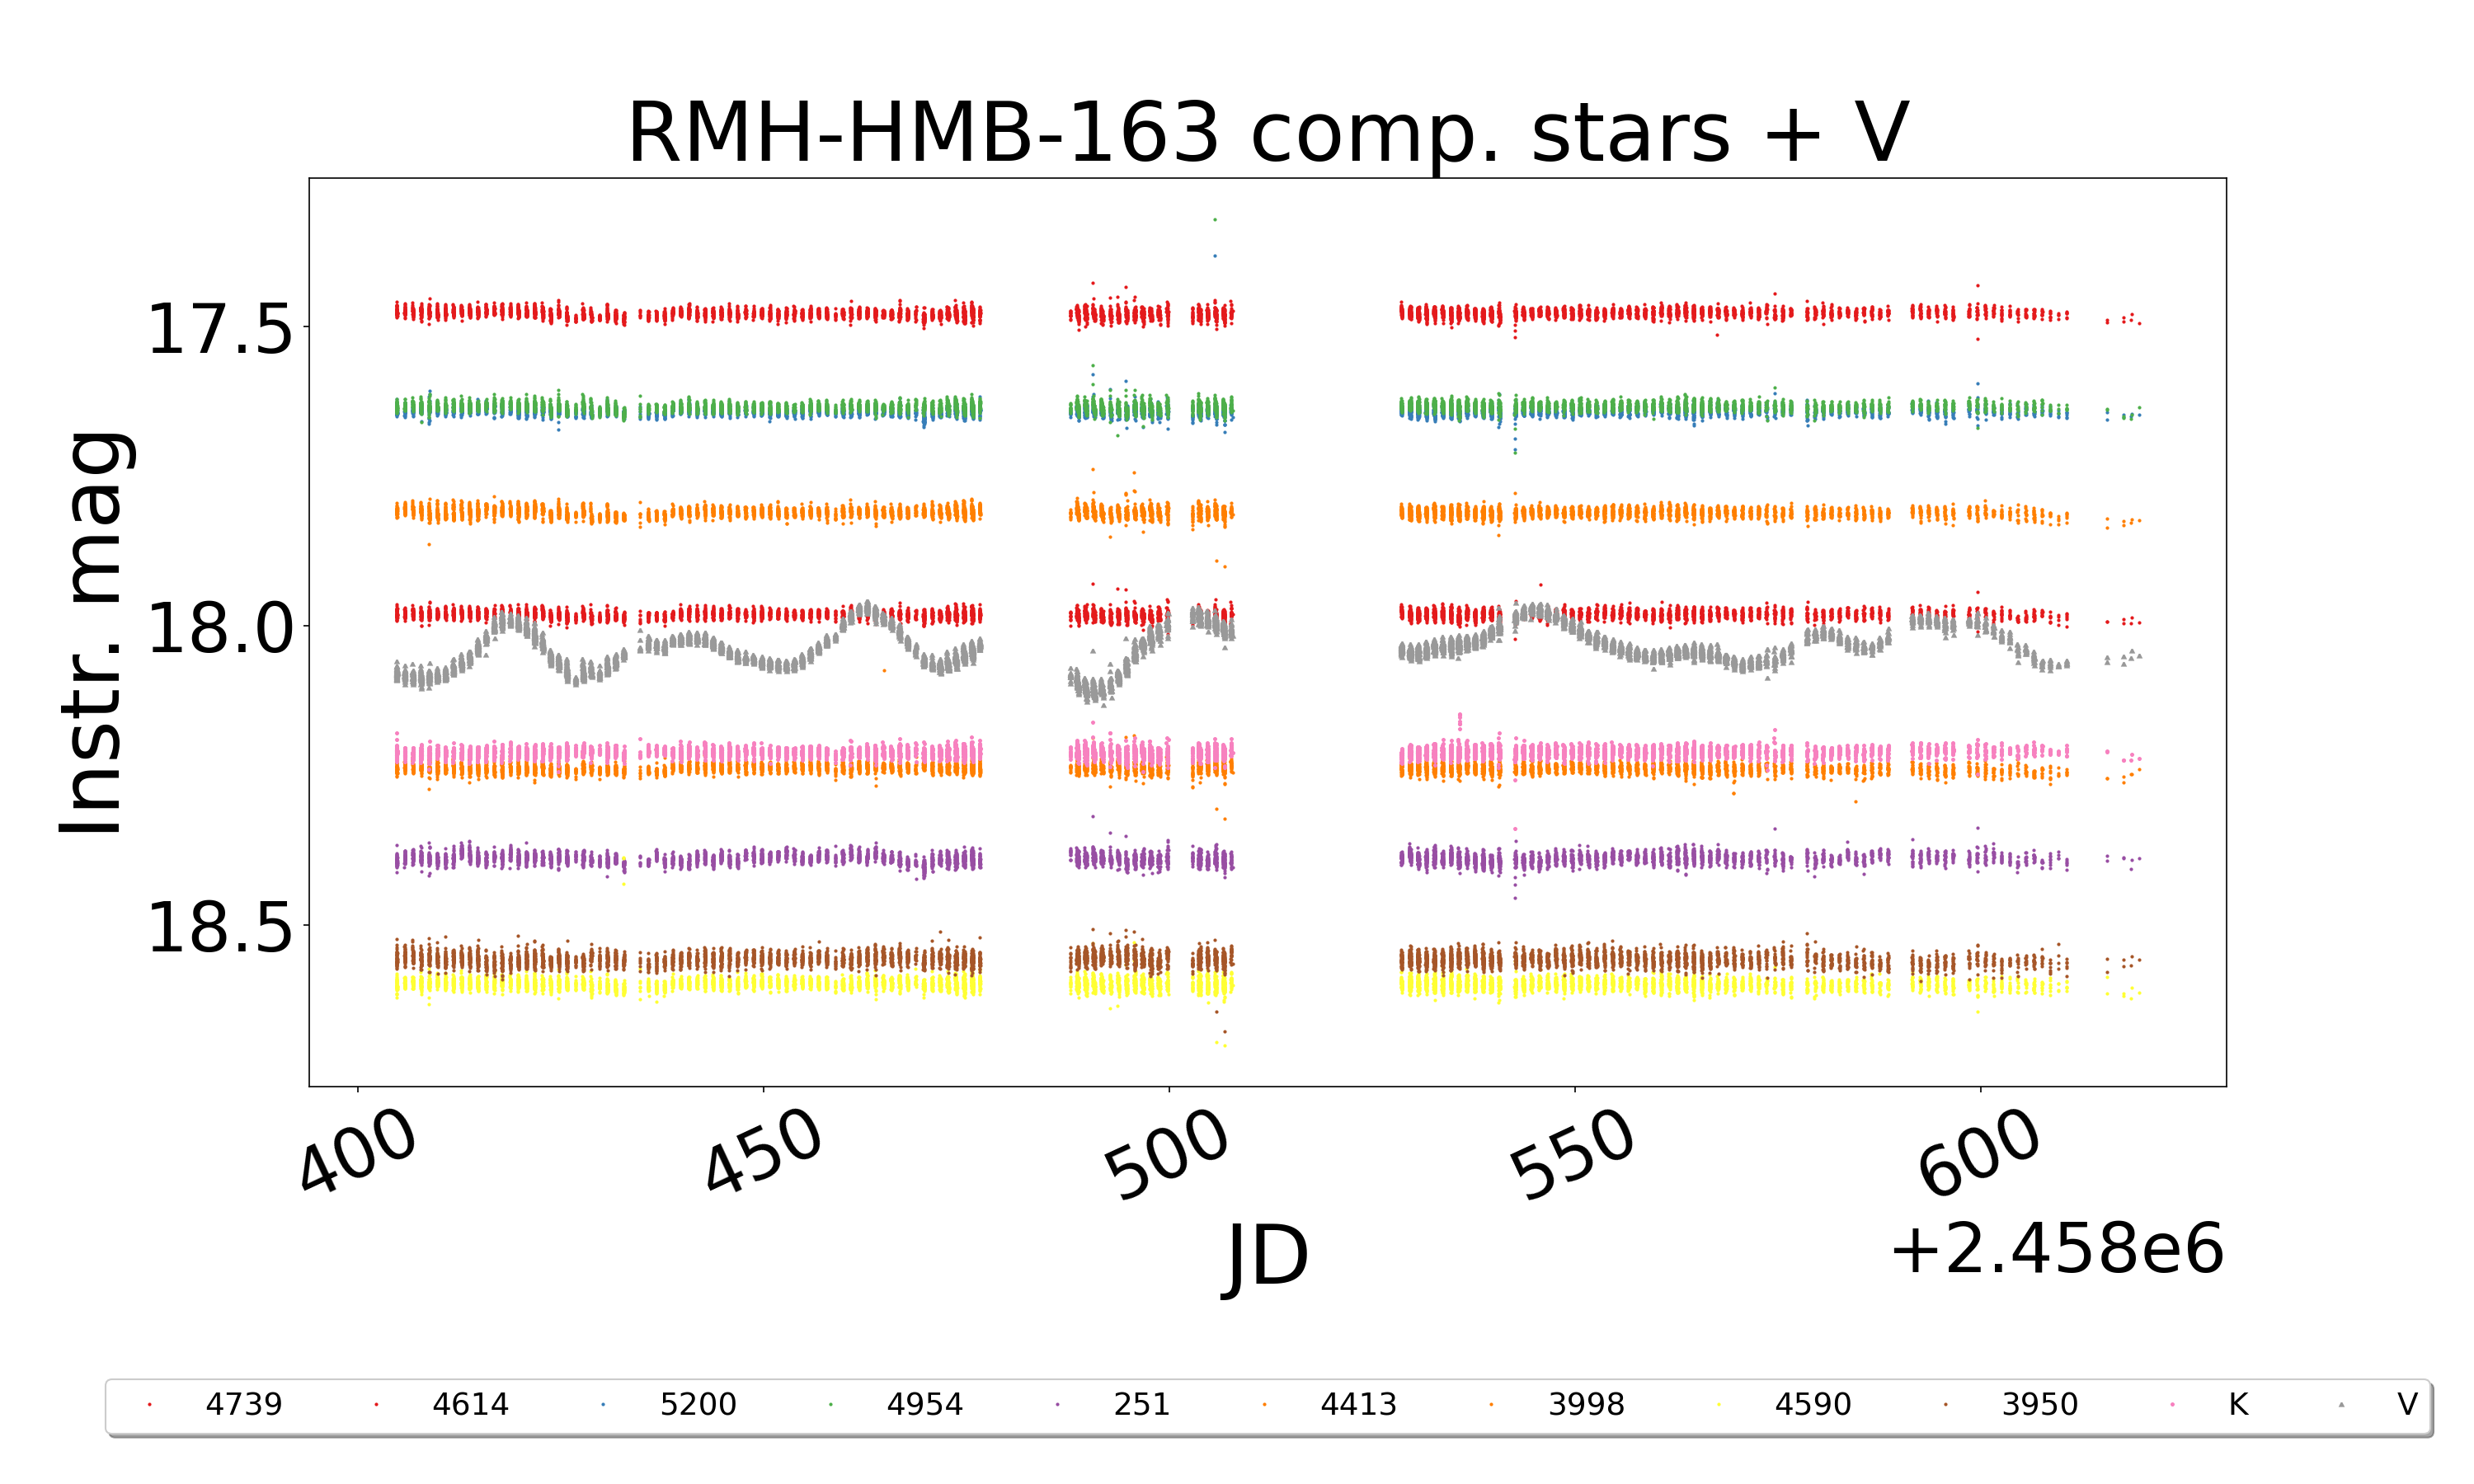 RMH-HMB-163 comp. stars + V
Instr. mag
17.5
18.0
18.5
400 450 500 550 600
JD
+2.458e6
4739 4614 5200 4954 251 4413 3998 4590 3950 K V